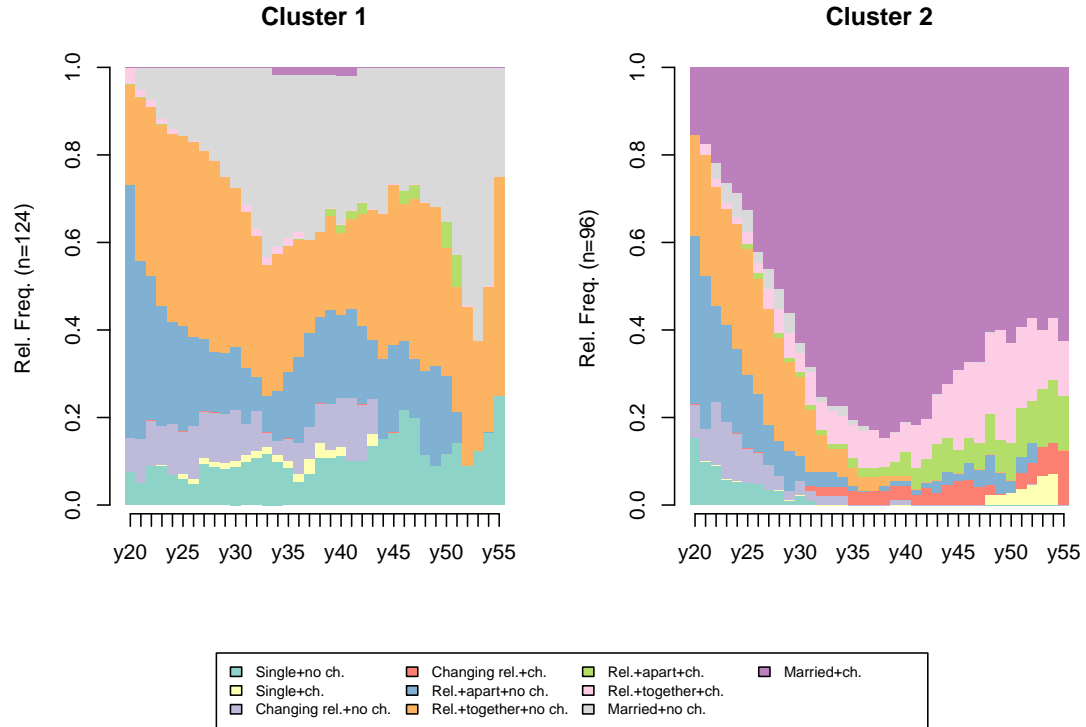 Cluster 1
Cluster 2
Rel. Freq. (n=124)
0.0 0.2 0.4 0.6 0.8 1.0
y20 y25 y30 y35 y40 y45 y50 y55
Rel. Freq. (n=96)
0.0 0.2 0.4 0.6 0.8 1.0
y20 y25 y30 y35 y40 y45 y50 y55
Single+no ch. Changing rel.+ch. Rel.+apart+ch. Married+ch.
Single+ch. Rel.+apart+no ch. Rel.+together+ch.
Changing rel.+no ch. Rel.+together+no ch. Married+no ch.